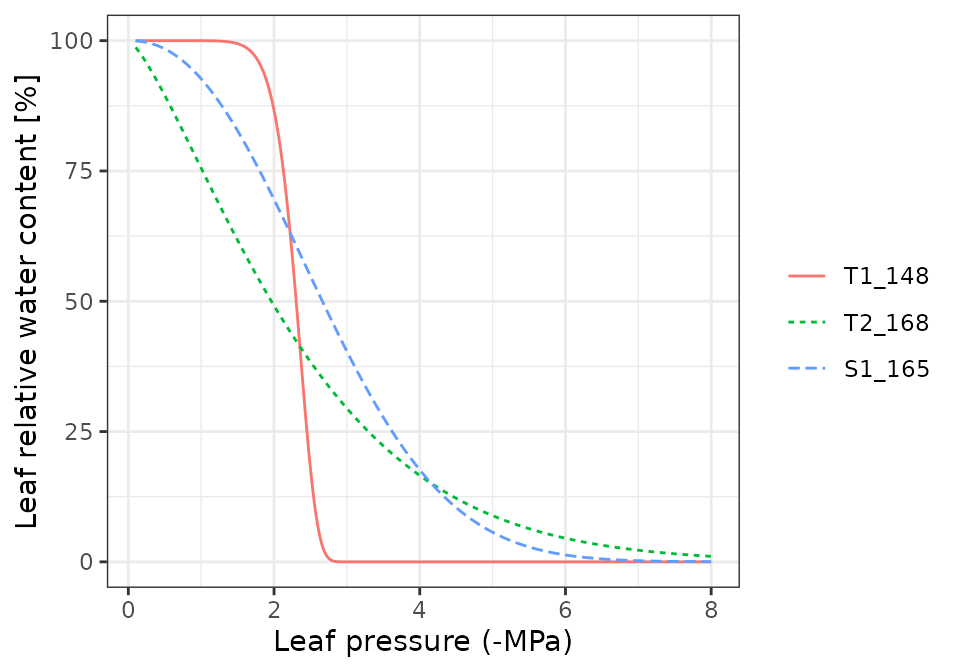 Leaf relative water content [%]
100
75
50
25
0
0 2 4 6 8
Leaf pressure (-MPa)
T1_148
T2_168
S1_165